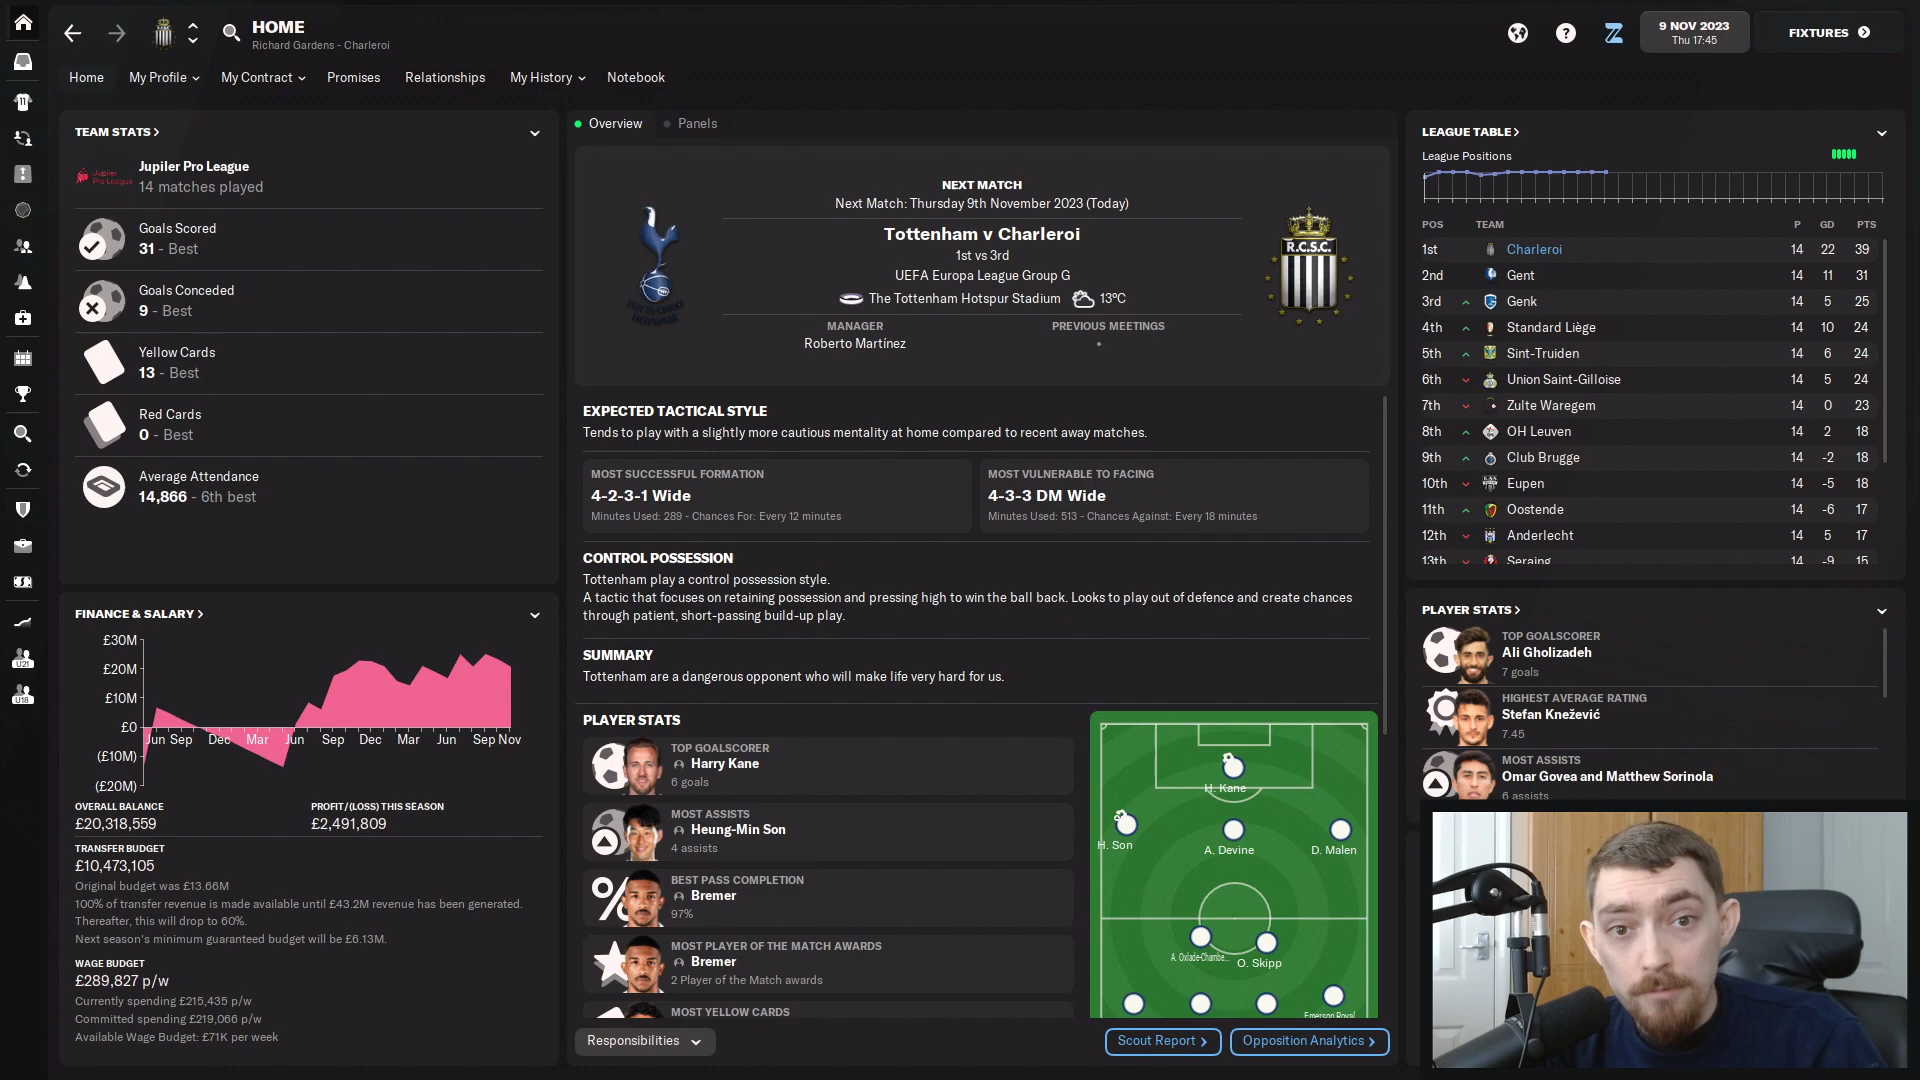 HOME
Richard Gardens - Charleroi
9 NOV 2023
Thu 17:45
FIXTURES
Home
My Profile
My Contract
Promises
Relationships
My History
Notebook
TEAM STATS
Jupiler Pro League
Jupiler Pro League
14 matches played
Goals Scored
31 - Best
Goals Conceded
9 - Best
Yellow Cards
13 - Best
Red Cards
0 - Best
Average Attendance
14,866 - 6th best
FINANCE & SALARY
£30M
£20M
£10M
£0
(£10M)
(£20M)
Jun Sep Dec Mar Jun Sep Dec Mar Jun Sep Nov
OVERALL BALANCE
£20,318,559
PROFIT/(LOSS) THIS SEASON
£2,491,809
TRANSFER BUDGET
£10,473,105
Original budget was £13.66M
100% of transfer revenue is made available until £43.2M revenue has been generated.
Thereafter, this will drop to 60%.
Next season's minimum guaranteed budget will be £6.13M.
WAGE BUDGET
£289,827 p/w
Currently spending £215,435 p/w
Committed spending £219,066 p/w
Available Wage Budget: £71K per week
U21
U18
11
Overview
Panels
NEXT MATCH
Next Match: Thursday 9th November 2023 (Today)
Tottenham v Charleroi
1st vs 3rd
UEFA Europa League Group G
The Tottenham Hotspur Stadium 13ºC
MANAGER
Roberto Martínez
PREVIOUS MEETINGS
TOTTENHAM HOTSPUR
R.C.S.C.
EXPECTED TACTICAL STYLE
Tends to play with a slightly more cautious mentality at home compared to recent away matches.
MOST SUCCESSFUL FORMATION
4-2-3-1 Wide
Minutes Used: 289 - Chances For: Every 12 minutes
MOST VULNERABLE TO FACING
4-3-3 DM Wide
Minutes Used: 513 - Chances Against: Every 18 minutes
CONTROL POSSESSION
Tottenham play a control possession style.
A tactic that focuses on retaining possession and pressing high to win the ball back. Looks to play out of defence and create chances
through patient, short-passing build-up play.
SUMMARY
Tottenham are a dangerous opponent who will make life very hard for us.
PLAYER STATS
TOP GOALSCORER
Harry Kane
6 goals
MOST ASSISTS
Heung-Min Son
4 assists
BEST PASS COMPLETION
Bremer
97%
MOST PLAYER OF THE MATCH AWARDS
Bremer
2 Player of the Match awards
MOST YELLOW CARDS
H. Kane
H. Son
A. Devine
D. Malen
A. Oxlade-Chambe...
O. Skipp
Emerson Royal
Responsibilities
Scout Report
Opposition Analytics
LEAGUE TABLE
League Positions
POS TEAM P GD PTS
1st Charleroi 14 22 39
2nd Gent 14 11 31
3rd Genk 14 5 25
4th Standard Liège 14 10 24
5th Sint-Truiden 14 6 24
6th Union Saint-Gilloise 14 5 24
7th Zulte Waregem 14 0 23
8th OH Leuven 14 2 18
9th Club Brugge 14 -2 18
10th Eupen 14 -5 18
11th Oostende 14 -6 17
12th Anderlecht 14 5 17
13th Seraing 14 -9 15
PLAYER STATS
TOP GOALSCORER
Ali Gholizadeh
7 goals
HIGHEST AVERAGE RATING
Stefan Knežević
7.45
MOST ASSISTS
Omar Govea and Matthew Sorinola
6 assists